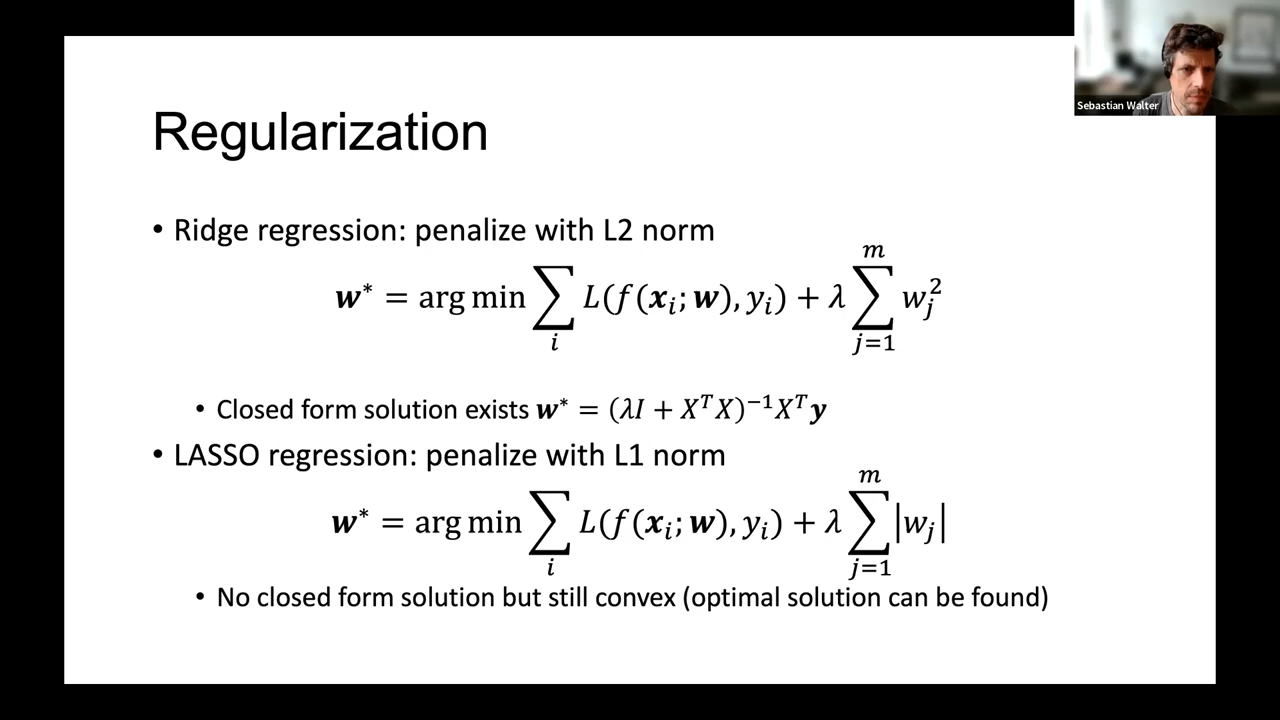 Sebastian Walter
Regularization
• Ridge regression: penalize with L2 norm
𝒘* = arg min ∑_i L(f(𝒙_i; 𝒘), y_i) + λ ∑_{j=1}^{m} w_j^2
• Closed form solution exists 𝒘* = (λI + X^T X)^{−1} X^T 𝒚
• LASSO regression: penalize with L1 norm
𝒘* = arg min ∑_i L(f(𝒙_i; 𝒘), y_i) + λ ∑_{j=1}^{m} |w_j|
• No closed form solution but still convex (optimal solution can be found)